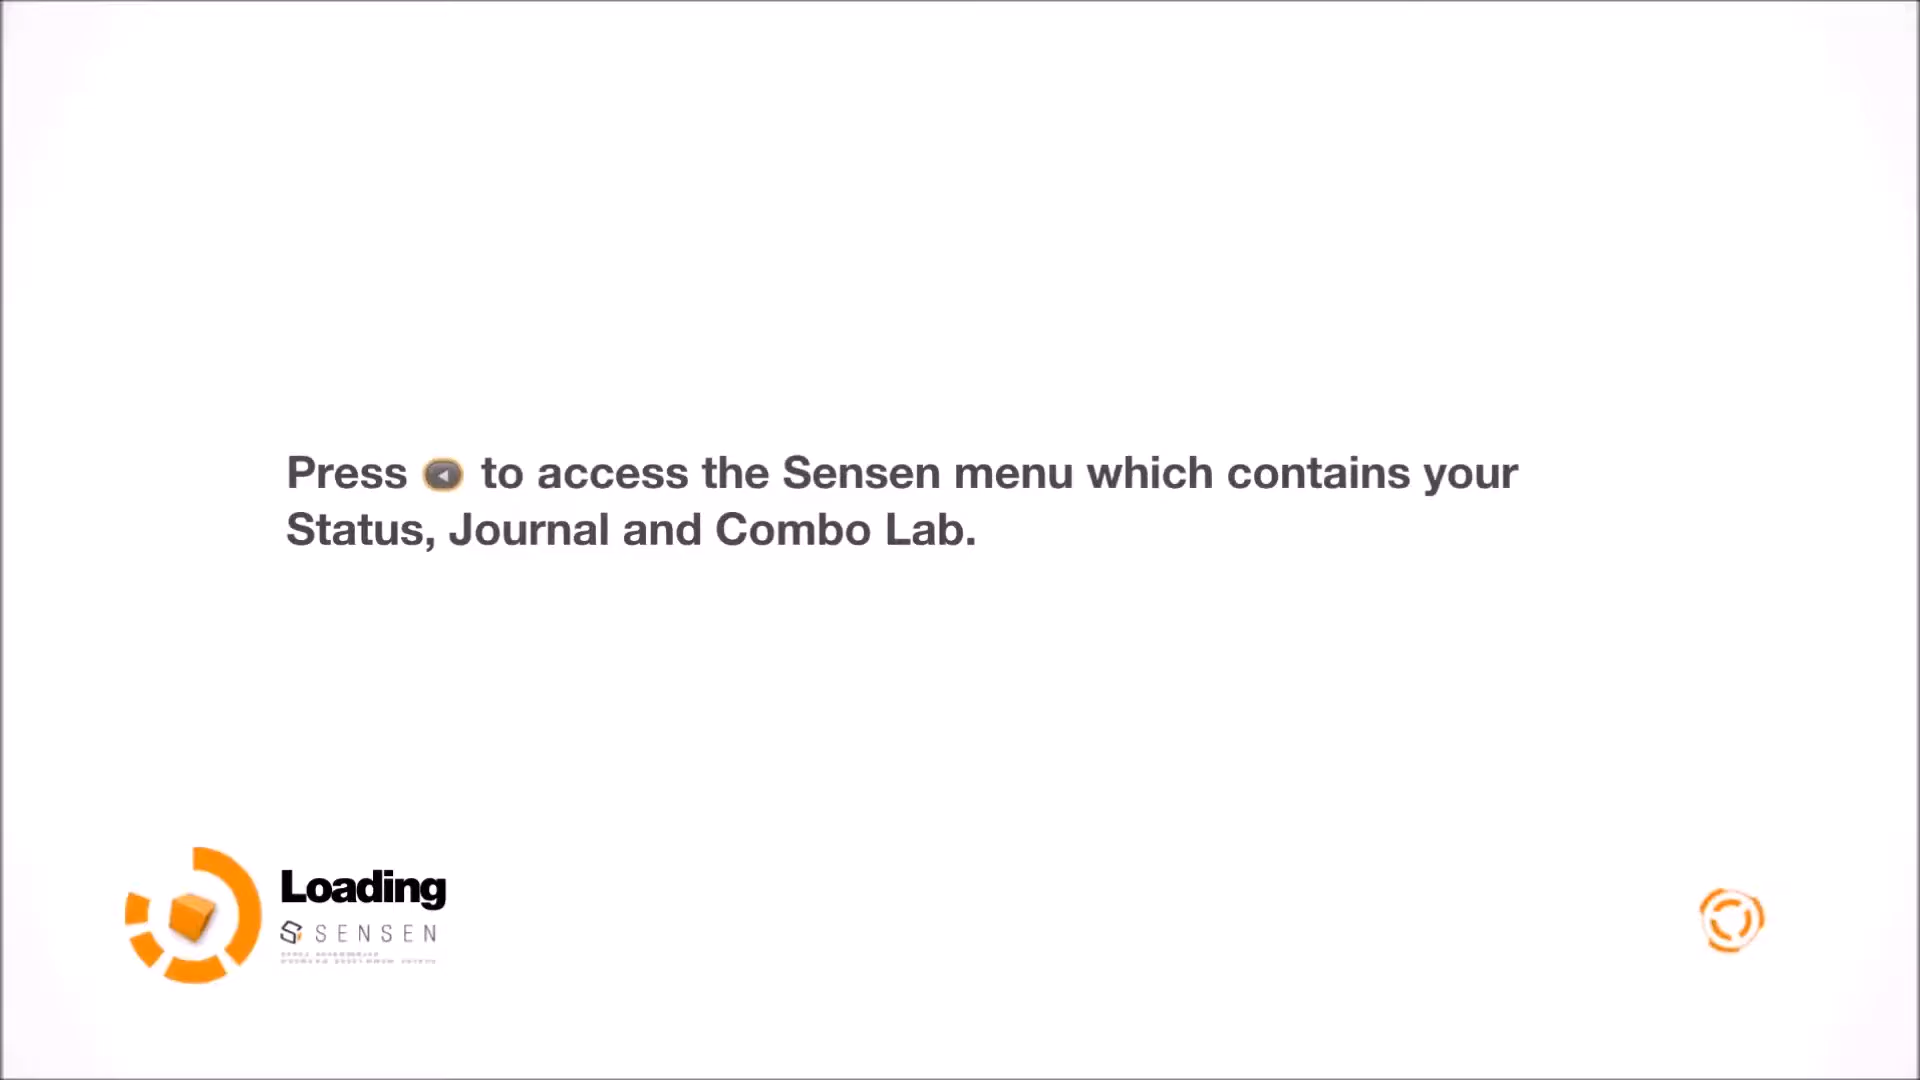 Press to access the Sensen menu which contains your
Status, Journal and Combo Lab.
Loading
SENSEN